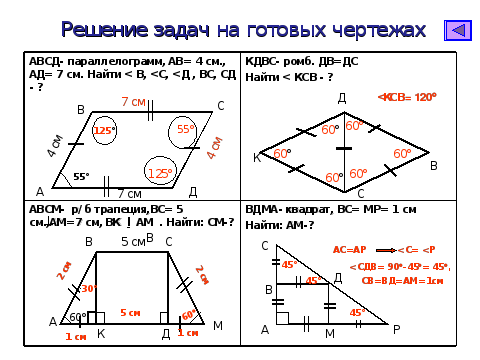 Решение задач на готовых чертежах
АВСД- параллелограмм, АВ= 4 см.,
АД= 7 см. Найти < В, <С, <Д , ВС, СД
- ?
7 см
В
С
125°
55°
4 см
4 см
55°
125°
А
7 см
Д
КДВС- ромб. ДВ=ДС
Найти < КСВ - ?
<КСВ= 120°
Д
60° 60°
К
60°
60°
В
60° 60°
С
АВСМ- р/б трапеция,ВС= 5
см.,АМ=7 см, ВК | АМ . Найти: СМ-?
В
5 см
В
С
2 см
2 см
30°
А
60°
5 см
60°
М
1 см
К
Д
1 см
ВДМА- квадрат, ВС= МР= 1 см
Найти: АМ-?
С
АС=АР
<С= <Р
45°
<СДВ= 90°-45°= 45°,
СВ=ВД=АМ=1см
Д
В
45°
45°
А
М
Р